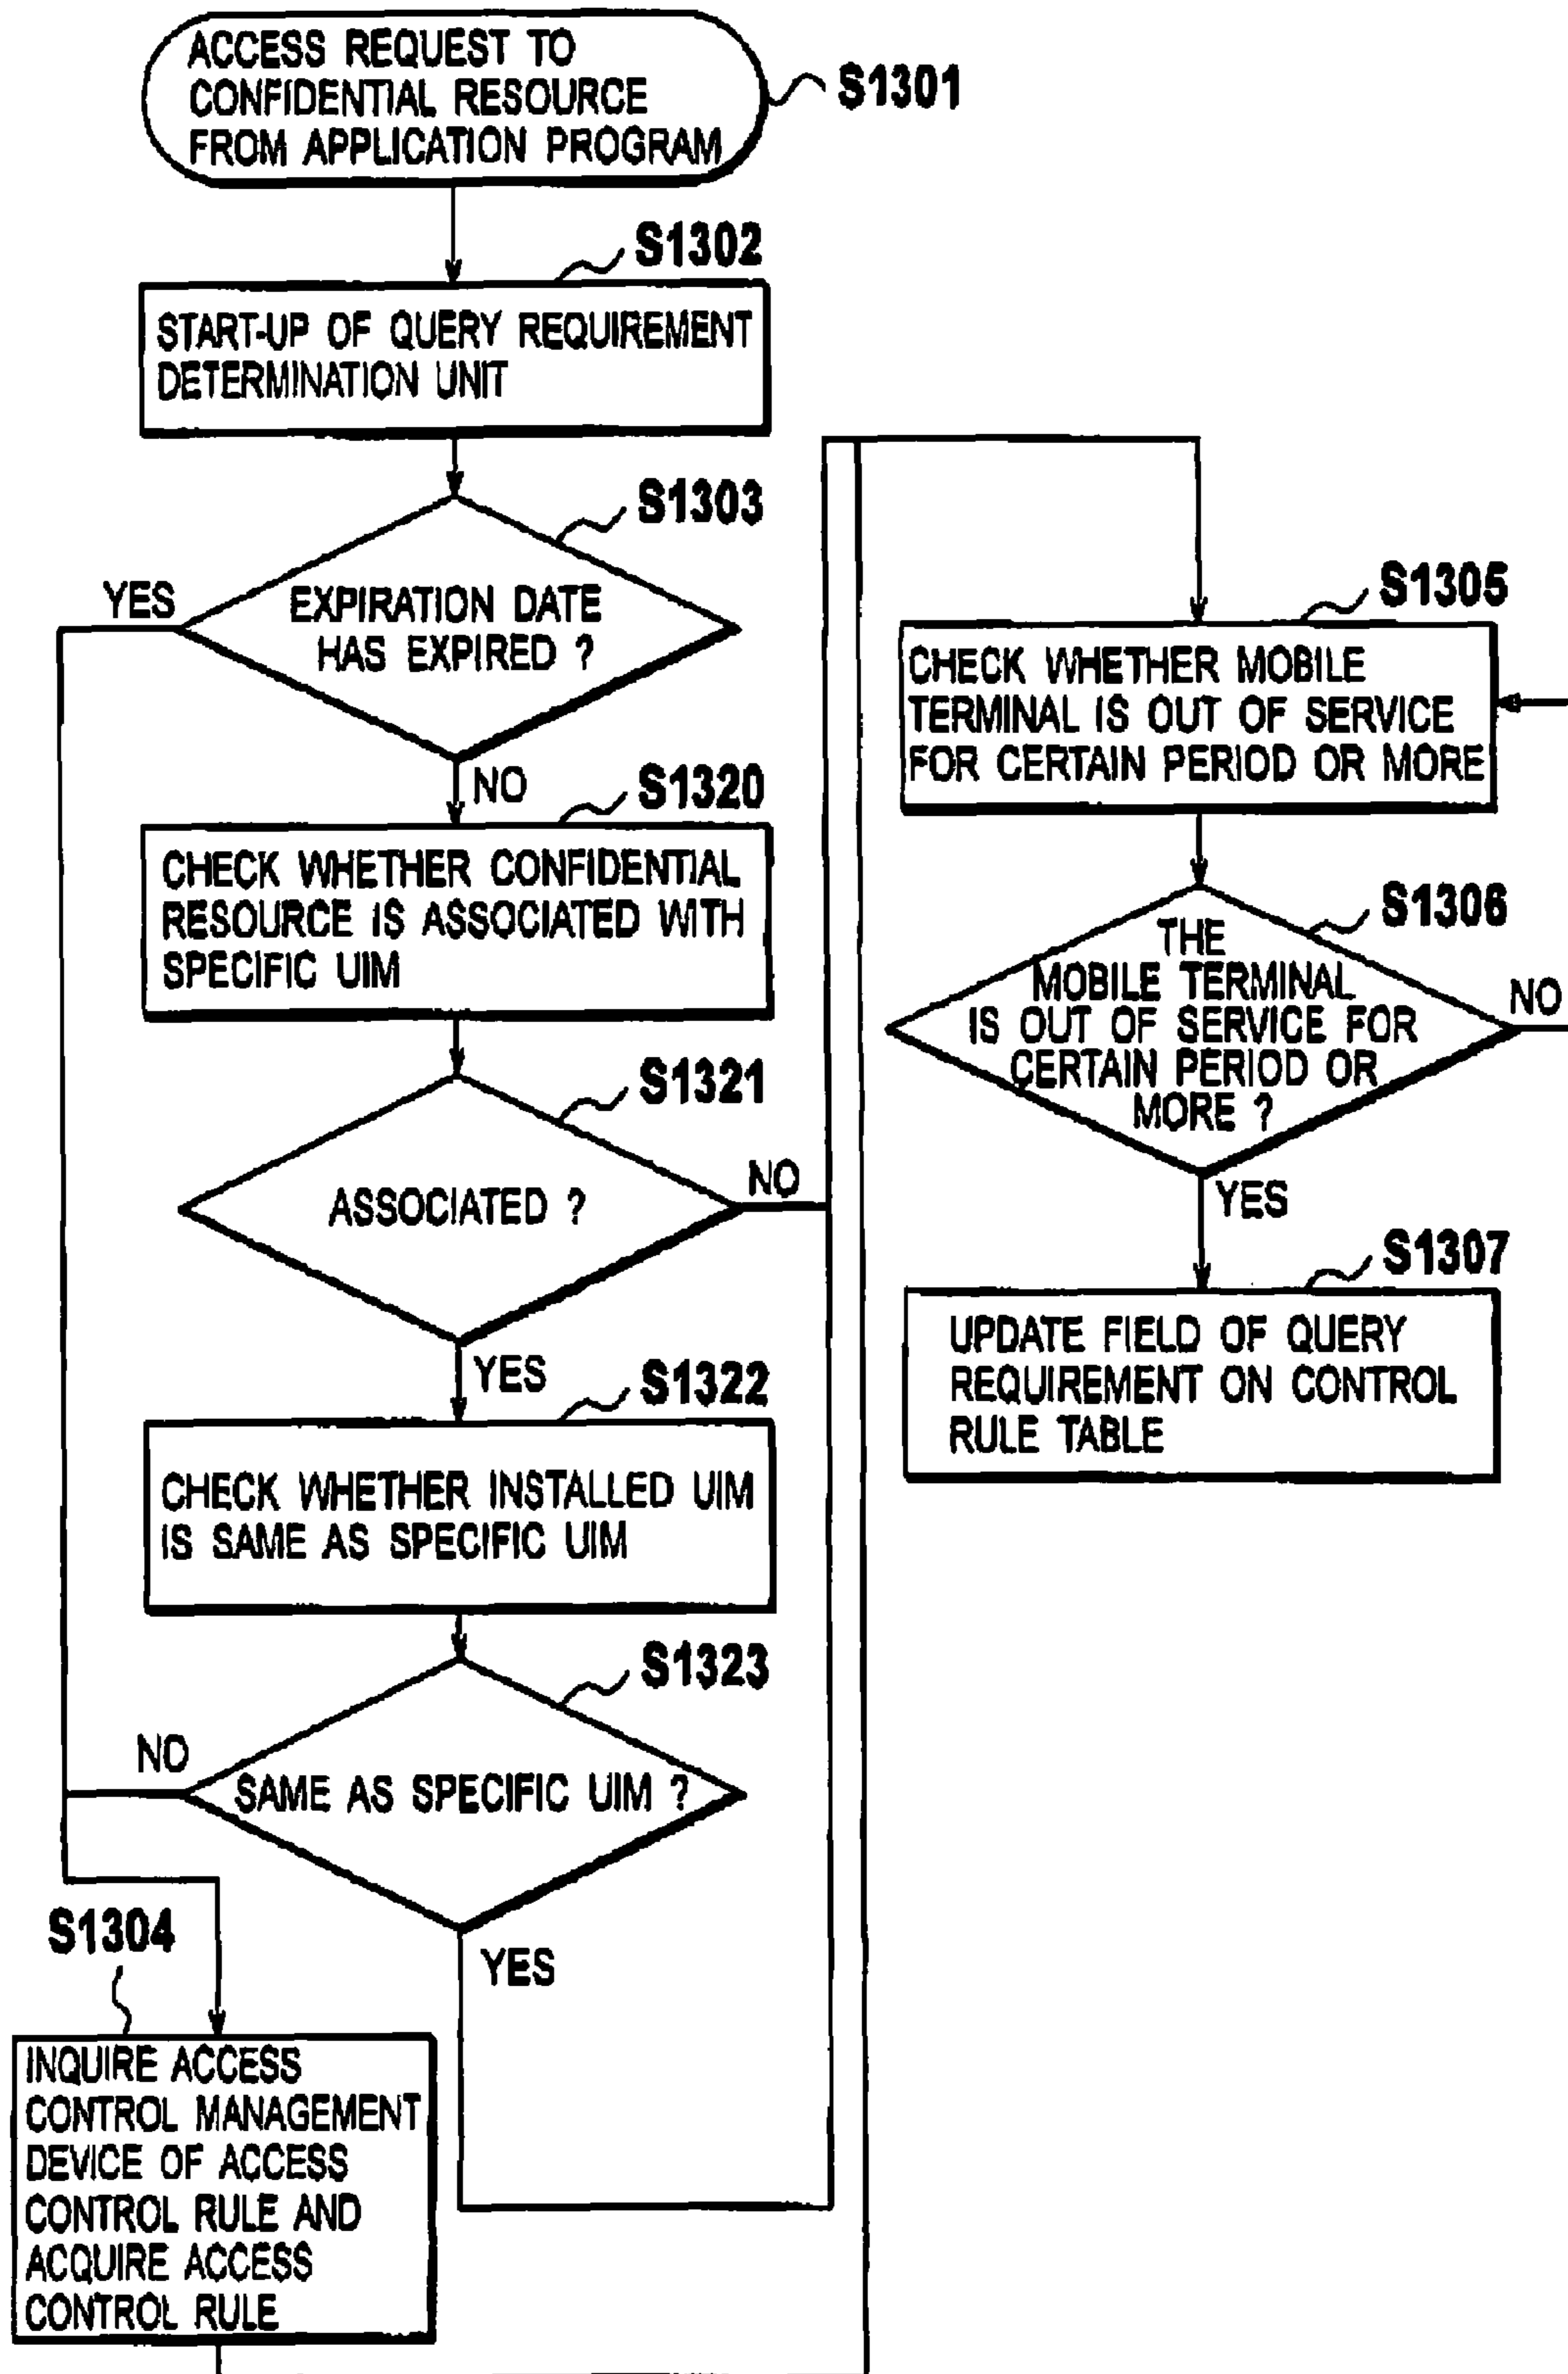 ACCESS REQUEST TO
CONFIDENTIAL RESOURCE
FROM APPLICATION PROGRAM
S1301
S1302
START-UP OF QUERY REQUIREMENT
DETERMINATION UNIT
S1303
YES
EXPIRATION DATE
HAS EXPIRED ?
NO
S1320
CHECK WHETHER CONFIDENTIAL
RESOURCE IS ASSOCIATED WITH
SPECIFIC UIM
S1321
NO
ASSOCIATED ?
YES
S1322
CHECK WHETHER INSTALLED UIM
IS SAME AS SPECIFIC UIM
S1323
NO
SAME AS SPECIFIC UIM ?
YES
S1304
INQUIRE ACCESS
CONTROL MANAGEMENT
DEVICE OF ACCESS
CONTROL RULE AND
ACQUIRE ACCESS
CONTROL RULE
S1305
CHECK WHETHER MOBILE
TERMINAL IS OUT OF SERVICE
FOR CERTAIN PERIOD OR MORE
S1306
THE
MOBILE TERMINAL
IS OUT OF SERVICE FOR
CERTAIN PERIOD OR
MORE ?
NO
YES
S1307
UPDATE FIELD OF QUERY
REQUIREMENT ON CONTROL
RULE TABLE